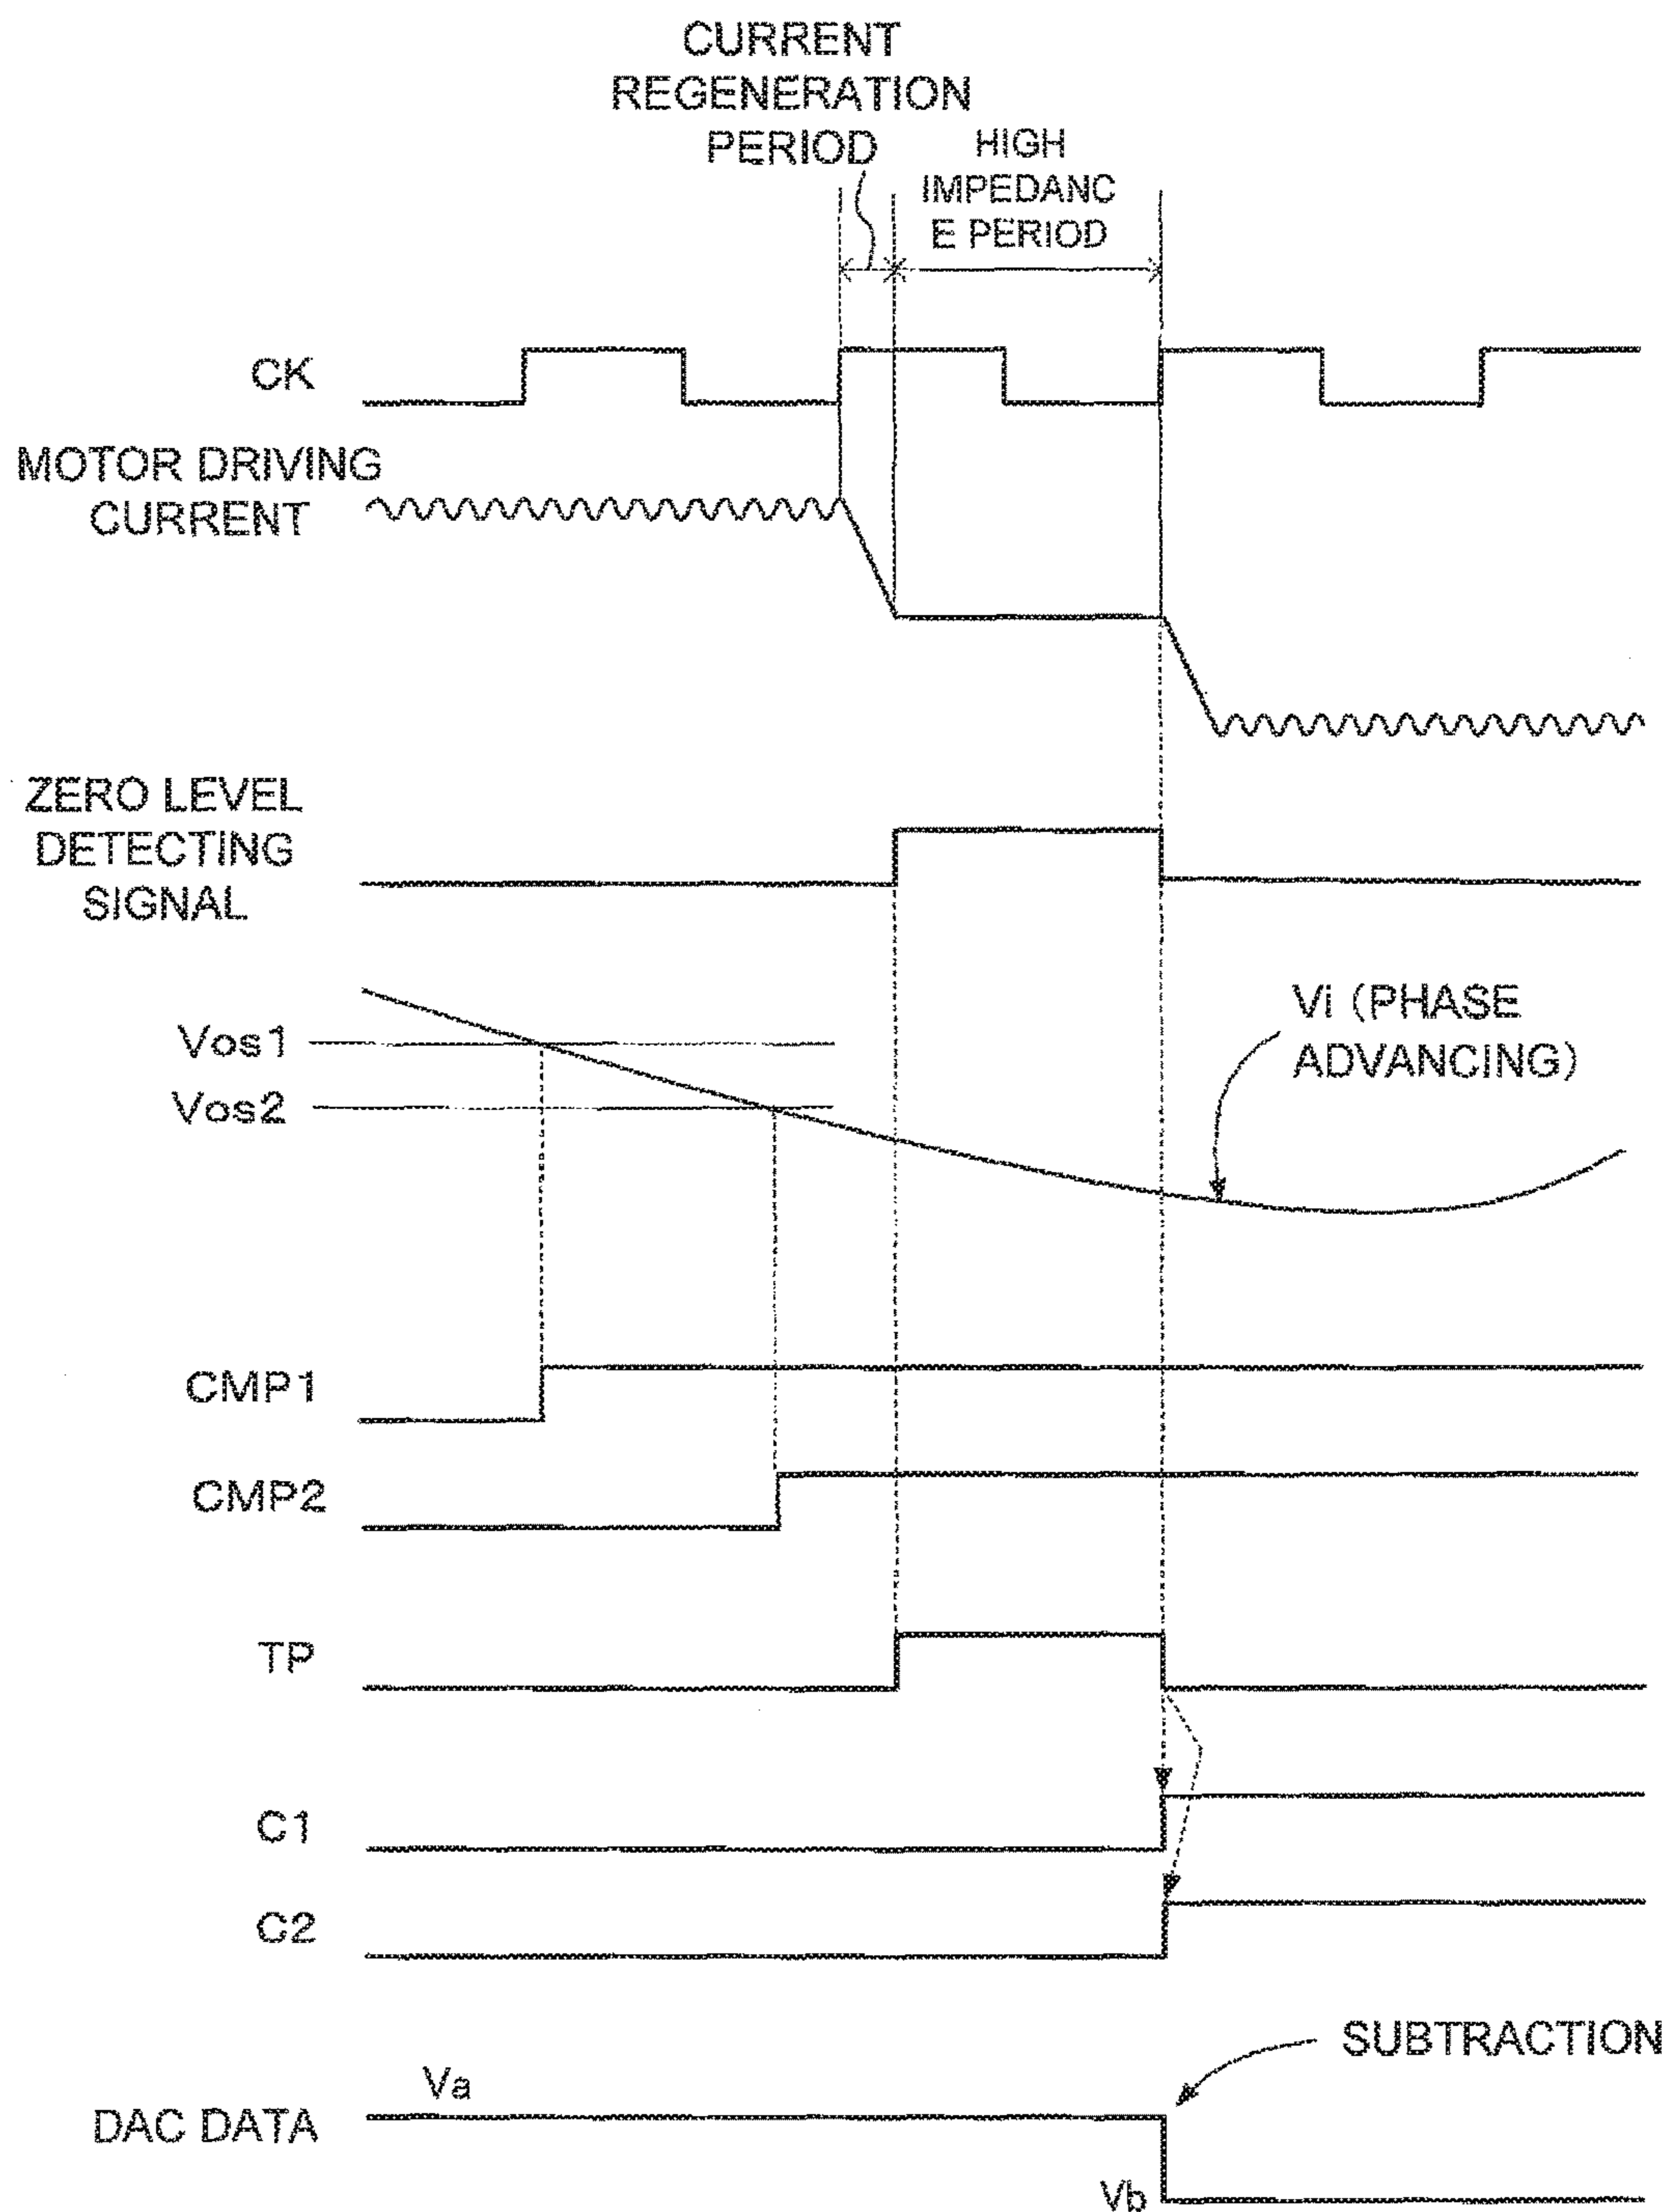 CURRENT
REGENERATION
PERIOD
HIGH
IMPEDANC
E PERIOD
CK
MOTOR DRIVING
CURRENT
ZERO LEVEL
DETECTING
SIGNAL
Vi (PHASE
ADVANCING)
Vos1
Vos2
CMP1
CMP2
TP
C1
C2
SUBTRACTION
Va
DAC DATA
Vb